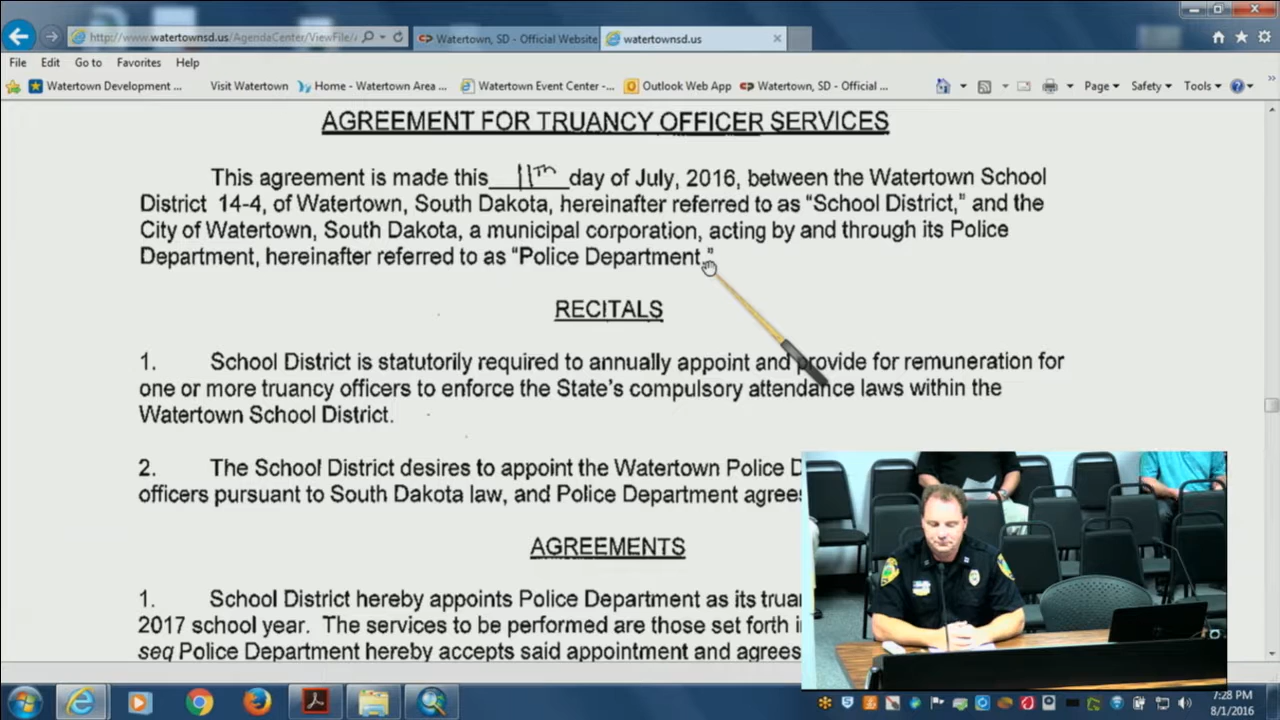 http://www.watertownsd.us/AgendaCenter/ViewFile/
Watertown, SD - Official Website
watertownsd.us
File Edit Go to Favorites Help
Watertown Development ... Visit Watertown Home - Watertown Area ... Watertown Event Center -... Outlook Web App Watertown, SD - Official ... Page Safety Tools
AGREEMENT FOR TRUANCY OFFICER SERVICES
This agreement is made this 11th day of July, 2016, between the Watertown School
District 14-4, of Watertown, South Dakota, hereinafter referred to as “School District,” and the
City of Watertown, South Dakota, a municipal corporation, acting by and through its Police
Department, hereinafter referred to as “Police Department.”
RECITALS
1. School District is statutorily required to annually appoint and provide for remuneration for
one or more truancy officers to enforce the State’s compulsory attendance laws within the
Watertown School District.
2. The School District desires to appoint the Watertown Police D
officers pursuant to South Dakota law, and Police Department agrees
AGREEMENTS
1. School District hereby appoints Police Department as its trua
2017 school year. The services to be performed are those set forth i
seq Police Department hereby accepts said appointment and agrees
7:28 PM
8/1/2016